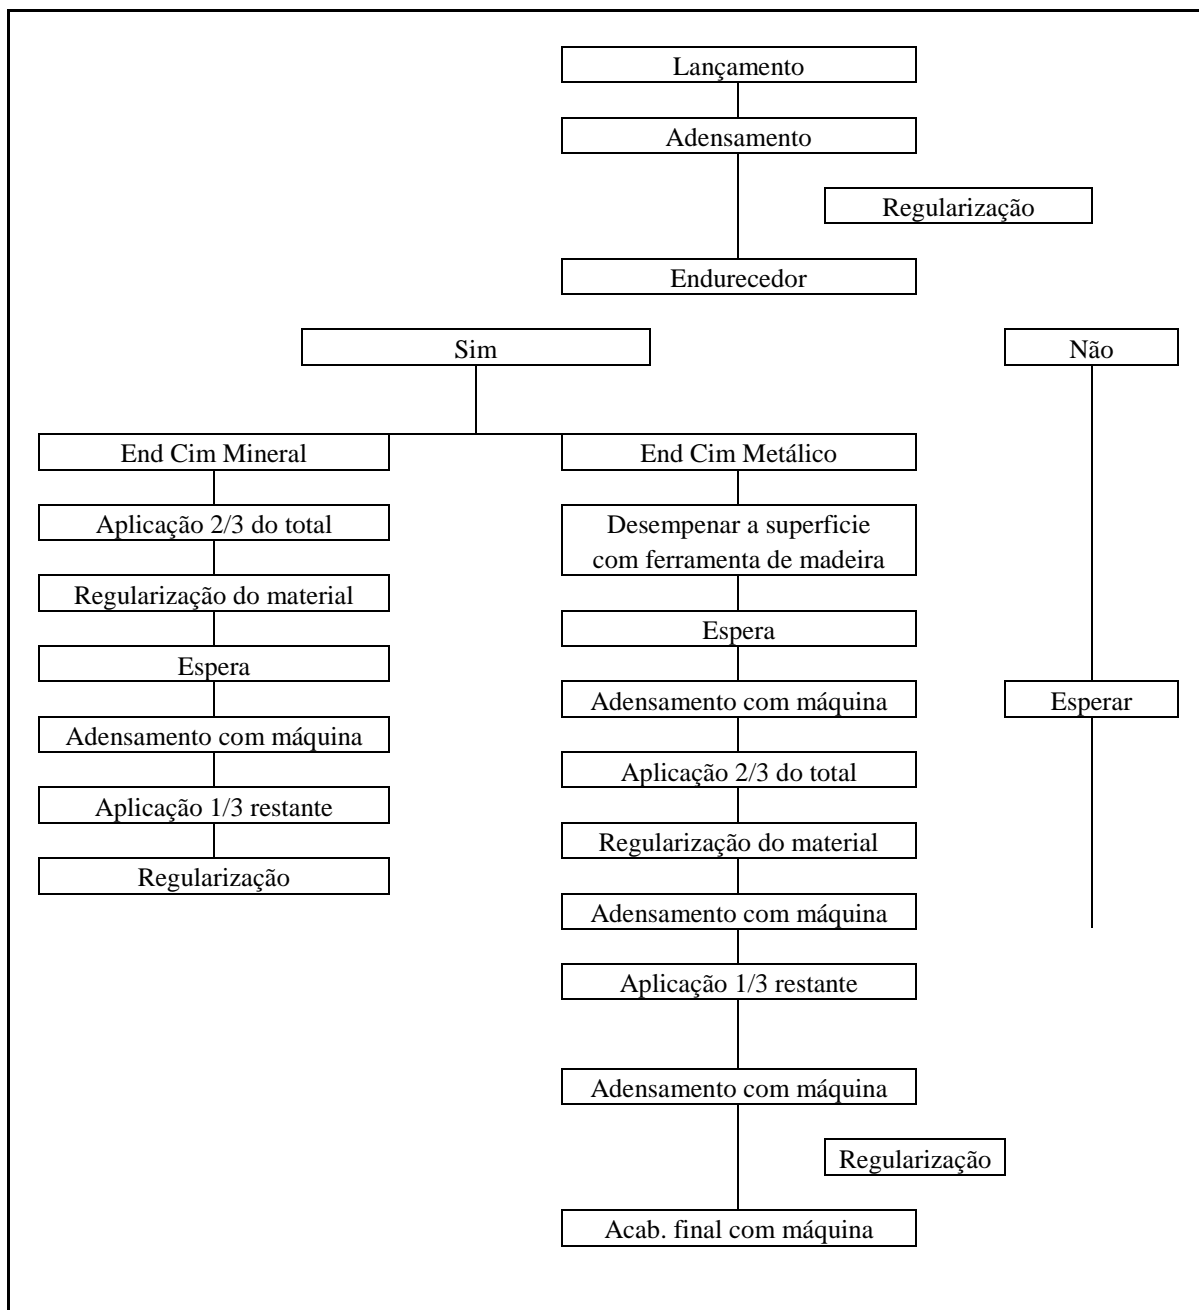 Lançamento
Adensamento
Regularização
Endurecedor
Sim
Não
End Cim Mineral
End Cim Metálico
Aplicação 2/3 do total
Desempenar a superficie
com ferramenta de madeira
Regularização do material
Espera
Espera
Adensamento com máquina
Esperar
Adensamento com máquina
Aplicação 2/3 do total
Aplicação 1/3 restante
Regularização do material
Regularização
Adensamento com máquina
Aplicação 1/3 restante
Adensamento com máquina
Regularização
Acab. final com máquina